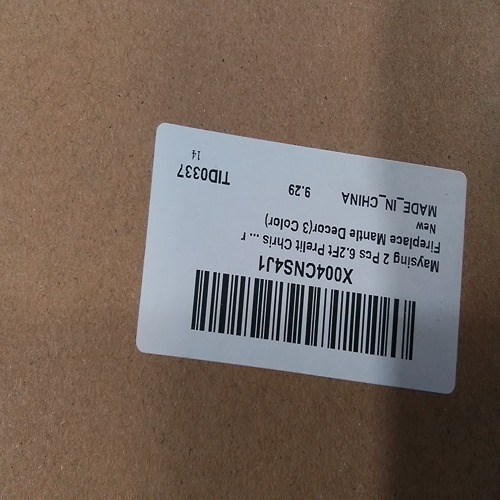 X004CNS4J1
Maysing 2 Pcs 6.2Ft Prelit Chris ... r
Fireplace Mantle Decor(3 Color)
New
MADE_IN_CHINA 9.29 TID0337
14